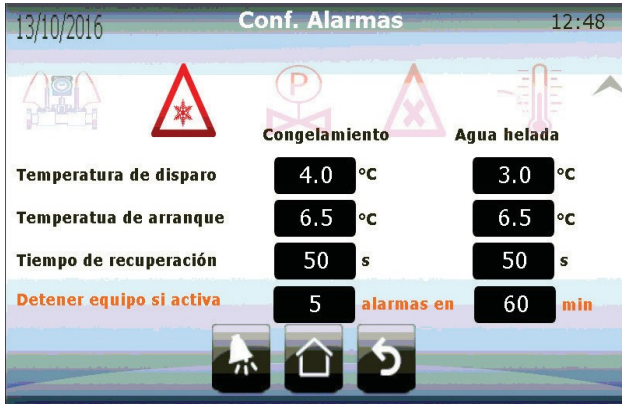 13/10/2016 Conf. Alarmas 12:48
P
Congelamiento Agua helada
Temperatura de disparo 4.0 °C 3.0 °C
Temperatua de arranque 6.5 °C 6.5 °C
Tiempo de recuperación 50 s 50 s
Detener equipo si activa 5 alarmas en 60 min